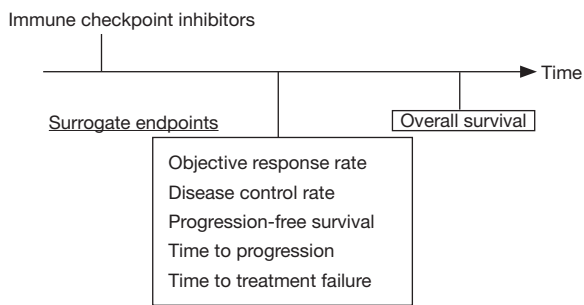 Immune checkpoint inhibitors
Time
Surrogate endpoints
Overall survival
Objective response rate
Disease control rate
Progression-free survival
Time to progression
Time to treatment failure